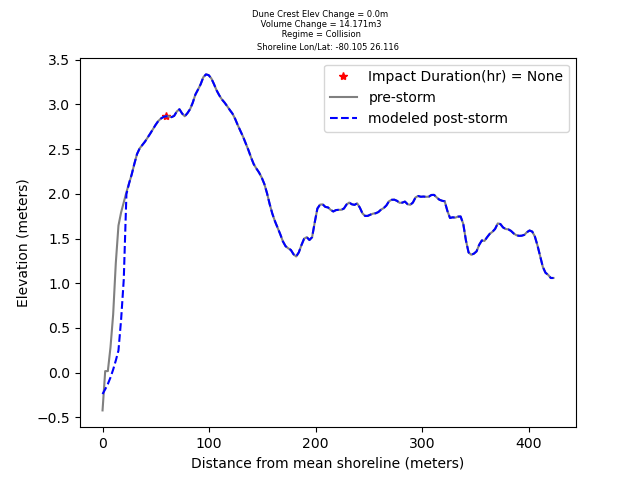 Dune Crest Elev Change = 0.0m
Volume Change = 14.171m3
Regime = Collision
Shoreline Lon/Lat: -80.105 26.116
Impact Duration(hr) = None
pre-storm
modeled post-storm
Elevation (meters)
3.5
3.0
2.5
2.0
1.5
1.0
0.5
0.0
−0.5
0 100 200 300 400
Distance from mean shoreline (meters)